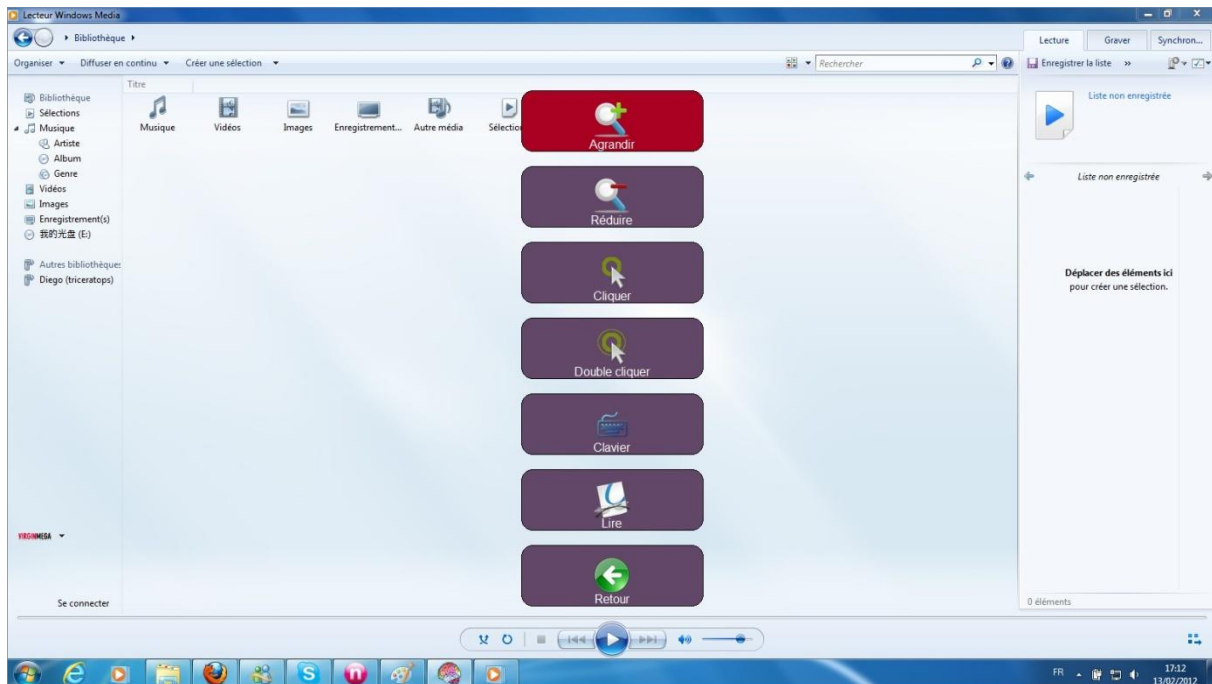 Lecteur Windows Media
Bibliothèque
Organiser Diffuser en continu Créer une sélection
Rechercher
Lecture Graver Synchron...
Enregistrer la liste »
Titre
Bibliothèque
Sélections
Musique
Artiste
Album
Genre
Vidéos
Images
Enregistrement(s)
我的光盘 (E:)
Autres bibliothèques
Diego (triceratops)
VIRGINMEGA
Se connecter
Musique Vidéos Images Enregistrement... Autre média Sélection
Agrandir
Réduire
Cliquer
Double cliquer
Clavier
Lire
Retour
Liste non enregistrée
Liste non enregistrée
Déplacer des éléments ici
pour créer une sélection.
0 éléments
FR
17:12
13/02/2012